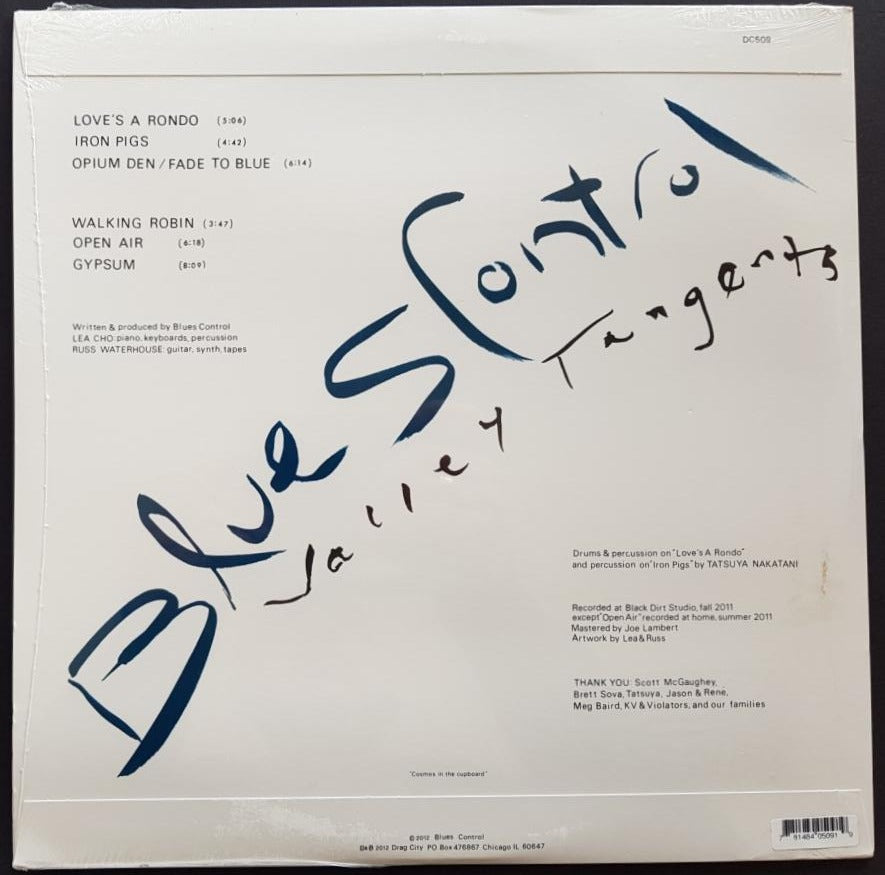 DC509
LOVE'S A RONDO (5:06)
IRON PIGS (4:42)
OPIUM DEN / FADE TO BLUE (6:14)
WALKING ROBIN (3:47)
OPEN AIR (6:18)
GYPSUM (8:09)
Written & produced by Blues Control
LEA CHO: piano, keyboards, percussion
RUSS WATERHOUSE: guitar, synth, tapes
Blues Control
Valley Tangents
Drums & percussion on "Love's A Rondo"
and percussion on "Iron Pigs" by TATSUYA NAKATANI
Recorded at Black Dirt Studio, fall 2011
except "Open Air" recorded at home, summer 2011
Mastered by Joe Lambert
Artwork by Lea & Russ
THANK YOU: Scott McGaughey,
Brett Sova, Tatsuya, Jason & Rene,
Meg Baird, KV & Violators, and our families
"Cosmos in the cupboard"
© 2012 Blues Control
2012 Drag City PO Box 476867 Chicago IL 60647
7 81484 05091 9